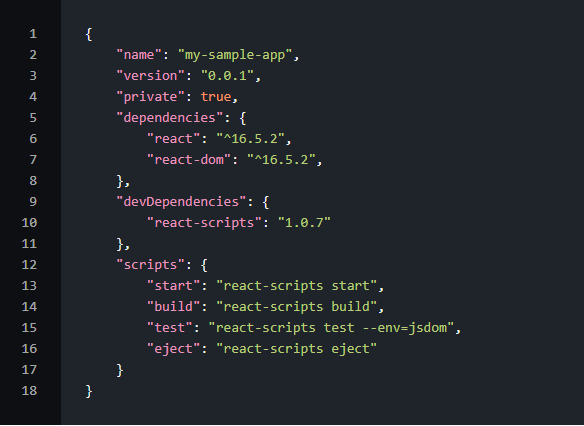 1 {
2 "name": "my-sample-app",
3 "version": "0.0.1",
4 "private": true,
5 "dependencies": {
6 "react": "^16.5.2",
7 "react-dom": "^16.5.2",
8 },
9 "devDependencies": {
10 "react-scripts": "1.0.7"
11 },
12 "scripts": {
13 "start": "react-scripts start",
14 "build": "react-scripts build",
15 "test": "react-scripts test --env=jsdom",
16 "eject": "react-scripts eject"
17 }
18 }